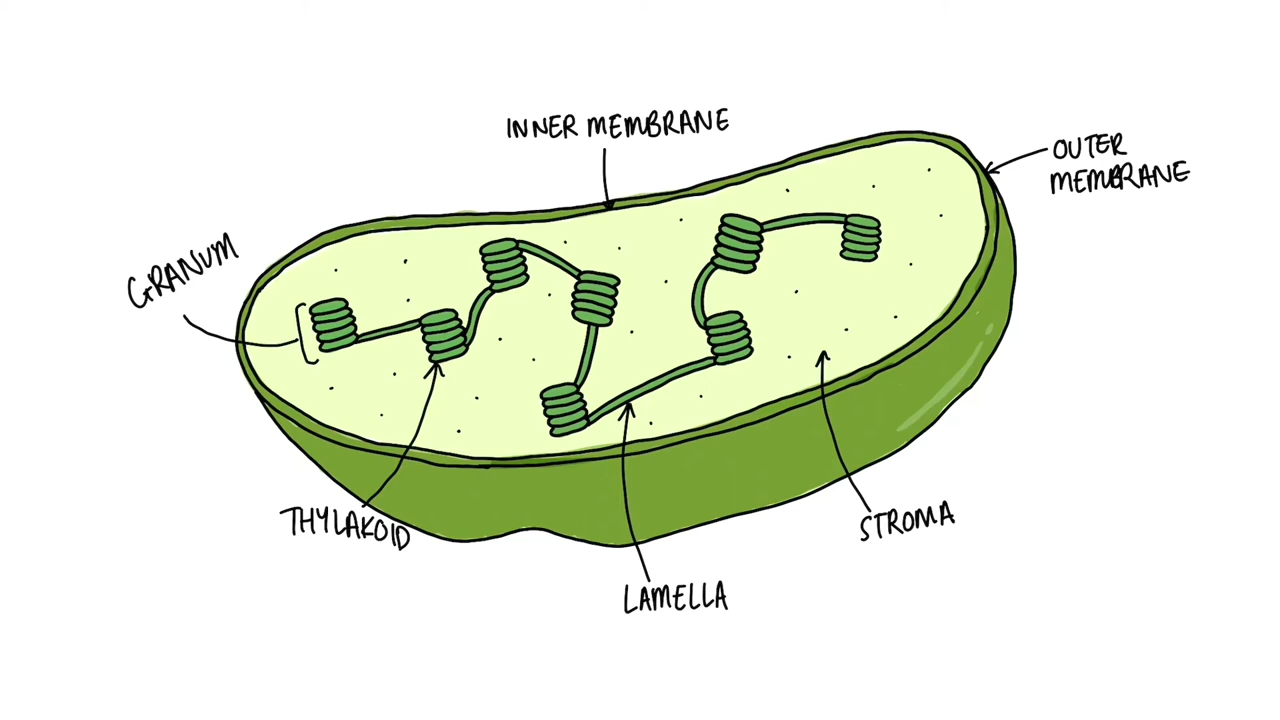 INNER MEMBRANE
OUTER
MEMBRANE
GRANUM
THYLAKOID
STROMA
LAMELLA